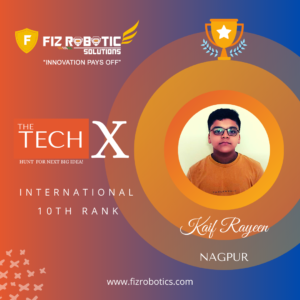 F
FIZ ROBOTIC
SOLUTIONS
"INNOVATION PAYS OFF"
THE
TECH X
HUNT FOR NEXT BIG IDEA!
INTERNATIONAL
10TH RANK
Kaif Rayeen
NAGPUR
www.fizrobotics.com